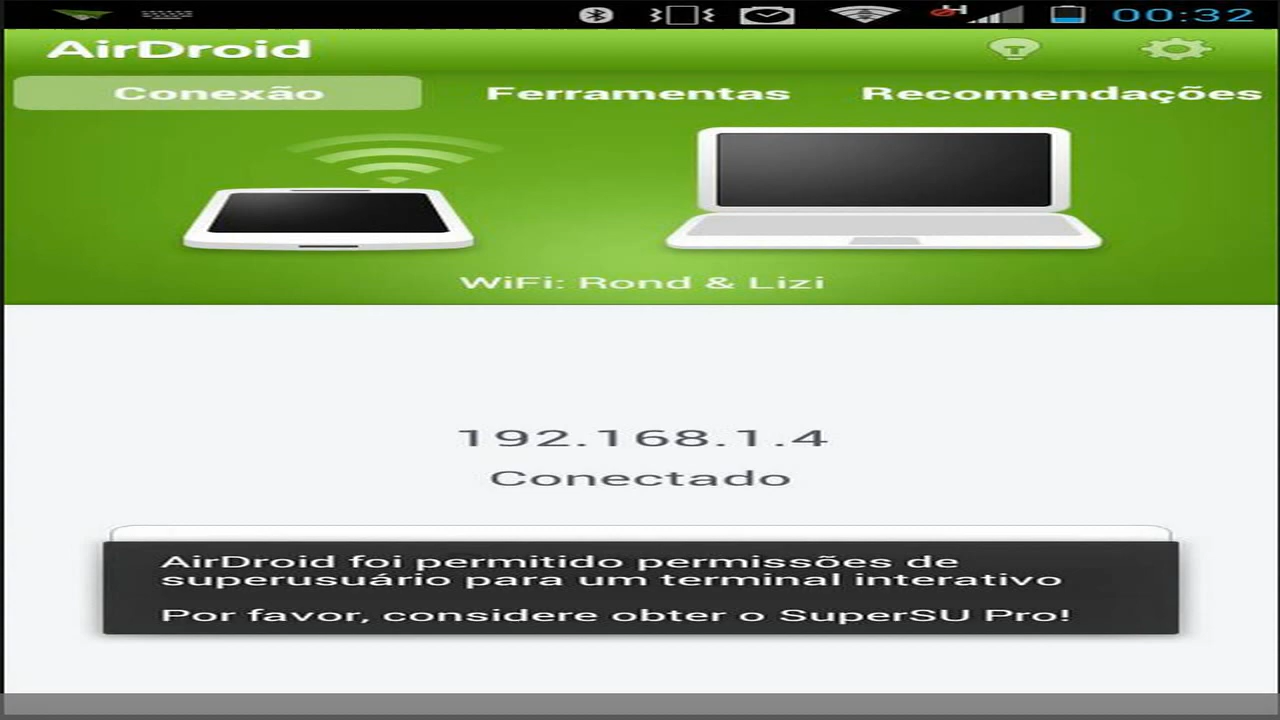 00:32
AirDroid
Conexão Ferramentas Recomendações
WiFi: Rond & Lizi
192.168.1.4
Conectado
AirDroid foi permitido permissões de
superusuário para um terminal interativo
Por favor, considere obter o SuperSU Pro!